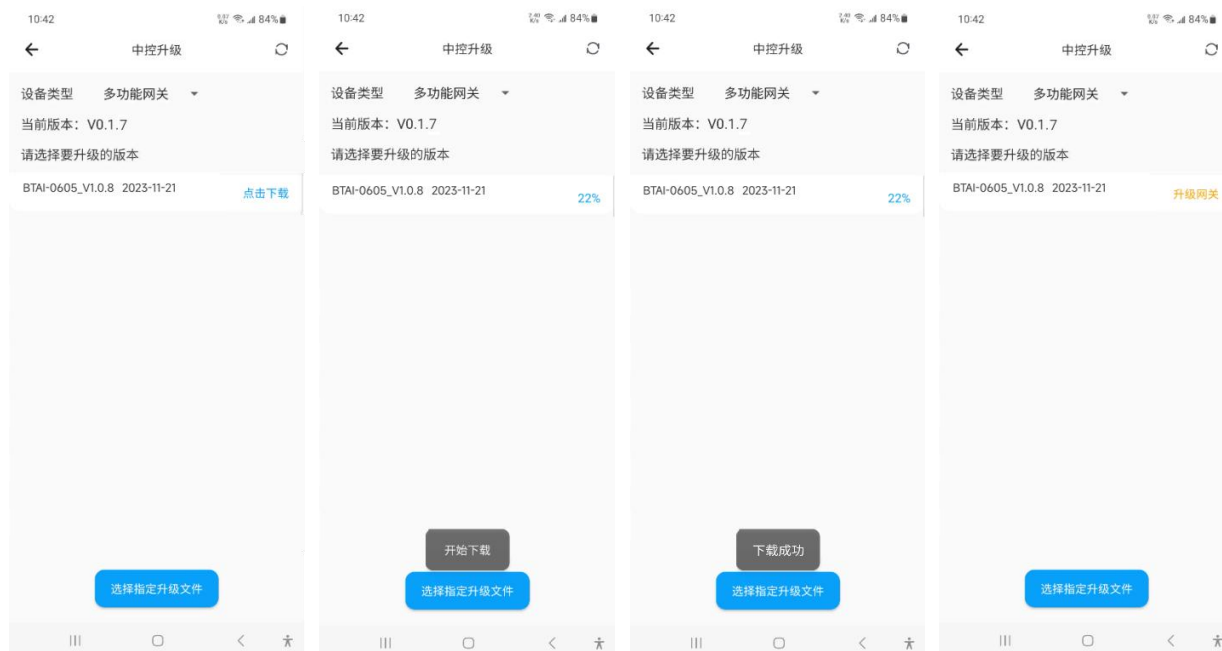 10:42
0.07 K/s 84%
中控升级
设备类型 多功能网关
当前版本：V0.1.7
请选择要升级的版本
BTAI-0605_V1.0.8 2023-11-21
点击下载
选择指定升级文件
10:42
84%
中控升级
设备类型 多功能网关
当前版本：V0.1.7
请选择要升级的版本
BTAI-0605_V1.0.8 2023-11-21
22%
开始下载
选择指定升级文件
10:42
84%
中控升级
设备类型 多功能网关
当前版本：V0.1.7
请选择要升级的版本
BTAI-0605_V1.0.8 2023-11-21
22%
下载成功
选择指定升级文件
10:42
0.07 K/s 84%
中控升级
设备类型 多功能网关
当前版本：V0.1.7
请选择要升级的版本
BTAI-0605_V1.0.8 2023-11-21
升级网关
选择指定升级文件